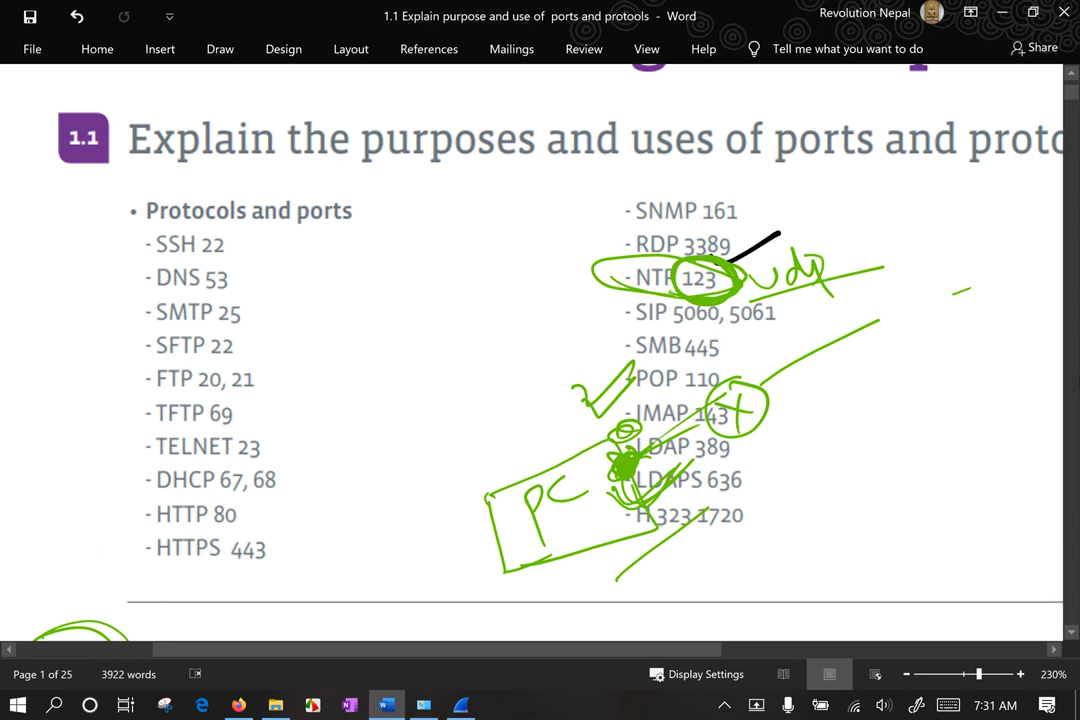 1.1 Explain purpose and use of ports and protools - Word
Revolution Nepal
File Home Insert Draw Design Layout References Mailings Review View Help Tell me what you want to do Share
1.1 Explain the purposes and uses of ports and proto
• Protocols and ports
- SSH 22
- DNS 53
- SMTP 25
- SFTP 22
- FTP 20, 21
- TFTP 69
- TELNET 23
- DHCP 67, 68
- HTTP 80
- HTTPS 443
- SNMP 161
- RDP 3389
- NTP 123 udp
- SIP 5060, 5061
- SMB 445
- POP 110
- IMAP 143
- LDAP 389
- LDAPS 636
- H.323 1720
PC
Page 1 of 25 3922 words Display Settings 230%
7:31 AM